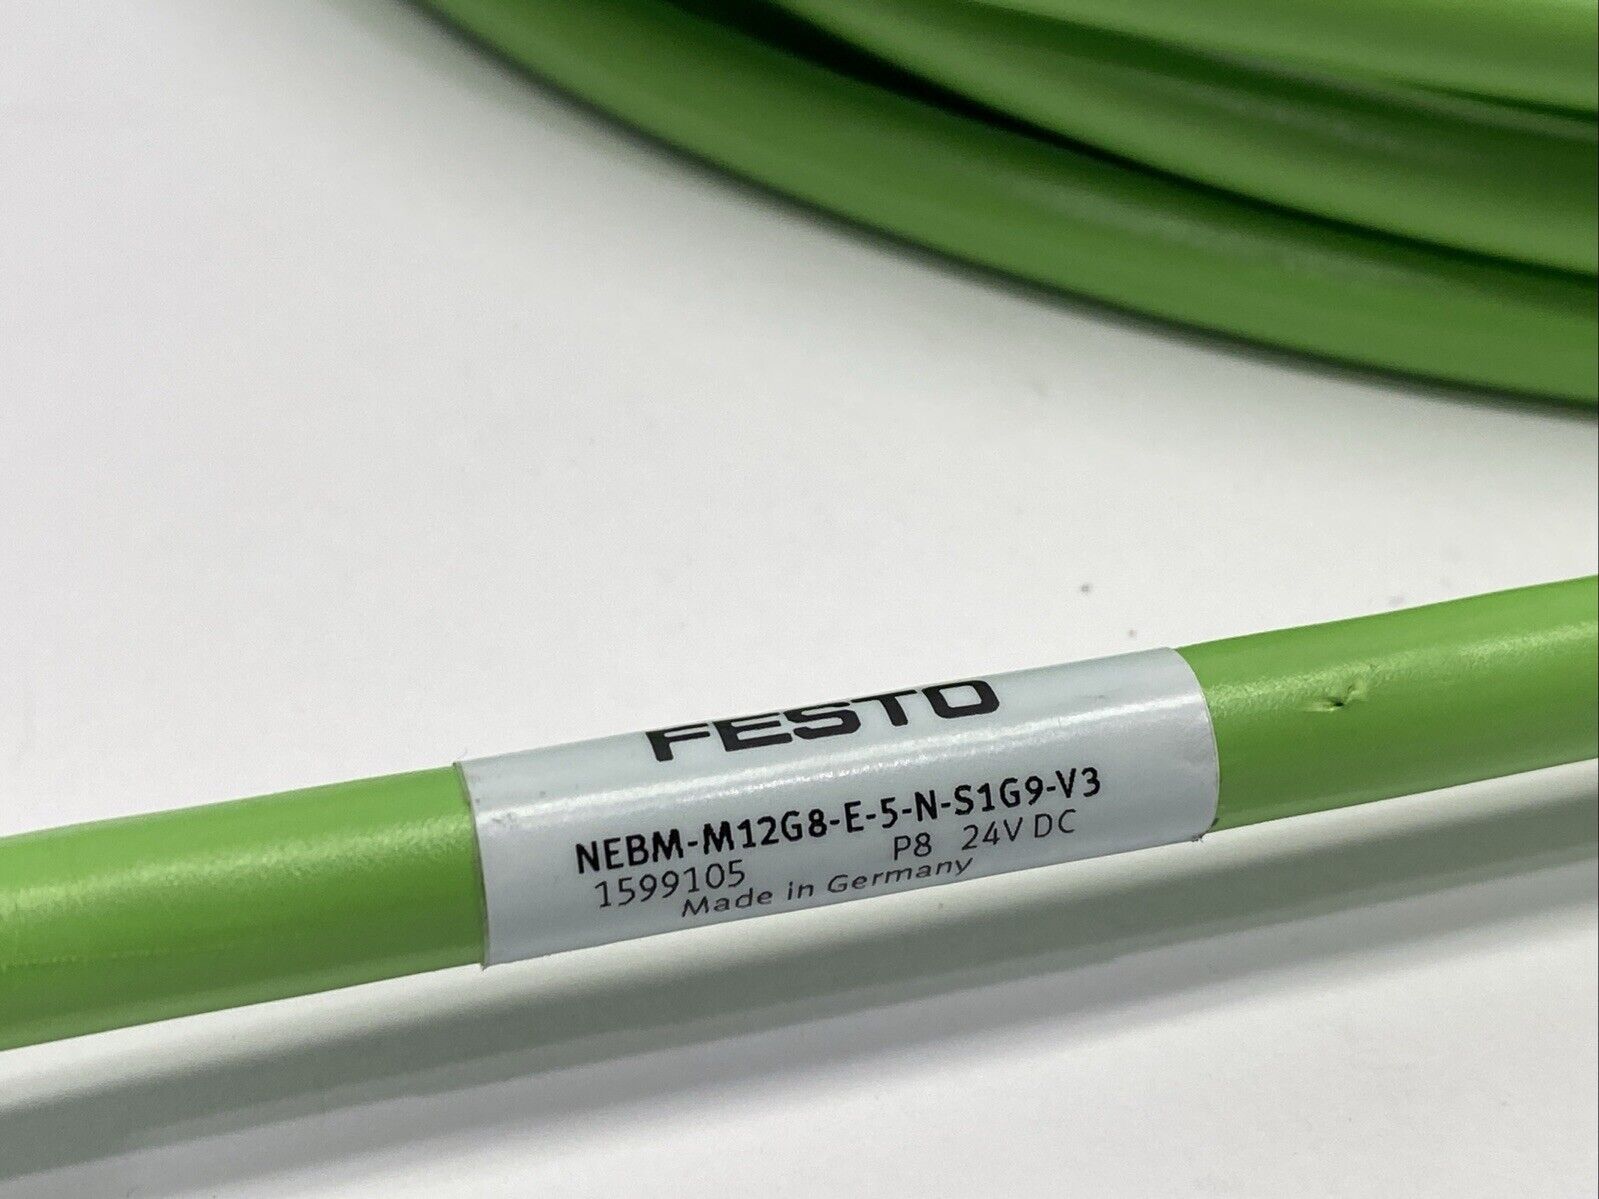 FESTO
NEBM-M12G8-E-5-N-S1G9-V3
1599105 P8 24V DC
Made in Germany